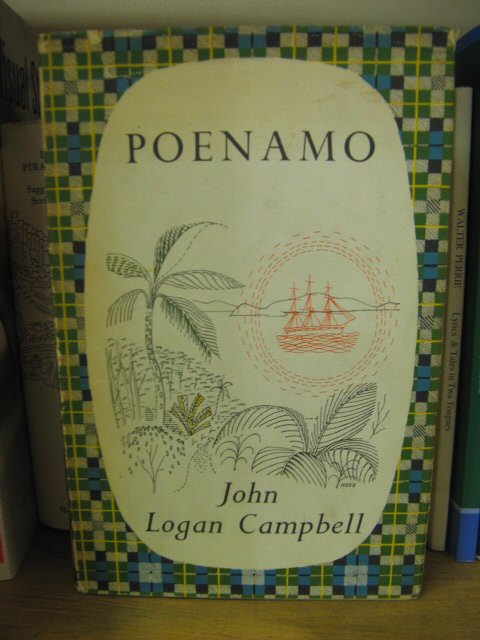 POENAMO
John
Logan Campbell
WALTER PERRIE
Lyrics & Tales in Twa Tongues